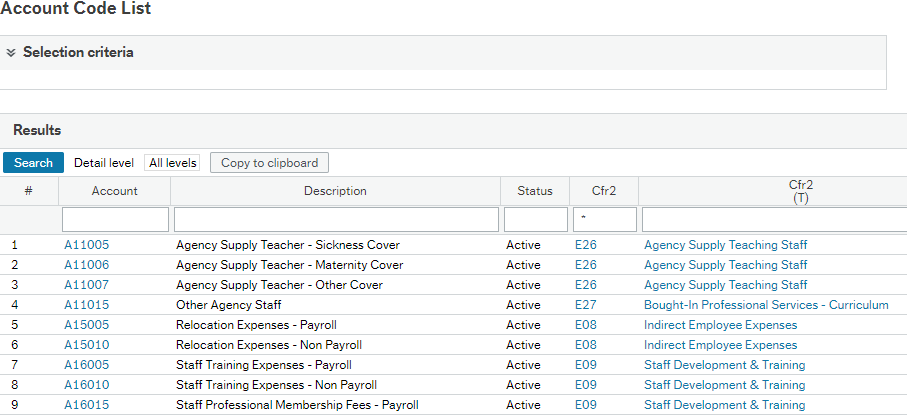 Account Code List
Selection criteria
Results
Search Detail level All levels Copy to clipboard
# Account Description Status Cfr2 Cfr2
(T)
*
1 A11005 Agency Supply Teacher - Sickness Cover Active E26 Agency Supply Teaching Staff
2 A11006 Agency Supply Teacher - Maternity Cover Active E26 Agency Supply Teaching Staff
3 A11007 Agency Supply Teacher - Other Cover Active E26 Agency Supply Teaching Staff
4 A11015 Other Agency Staff Active E27 Bought-In Professional Services - Curriculum
5 A15005 Relocation Expenses - Payroll Active E08 Indirect Employee Expenses
6 A15010 Relocation Expenses - Non Payroll Active E08 Indirect Employee Expenses
7 A16005 Staff Training Expenses - Payroll Active E09 Staff Development & Training
8 A16010 Staff Training Expenses - Non Payroll Active E09 Staff Development & Training
9 A16015 Staff Professional Membership Fees - Payroll Active E09 Staff Development & Training